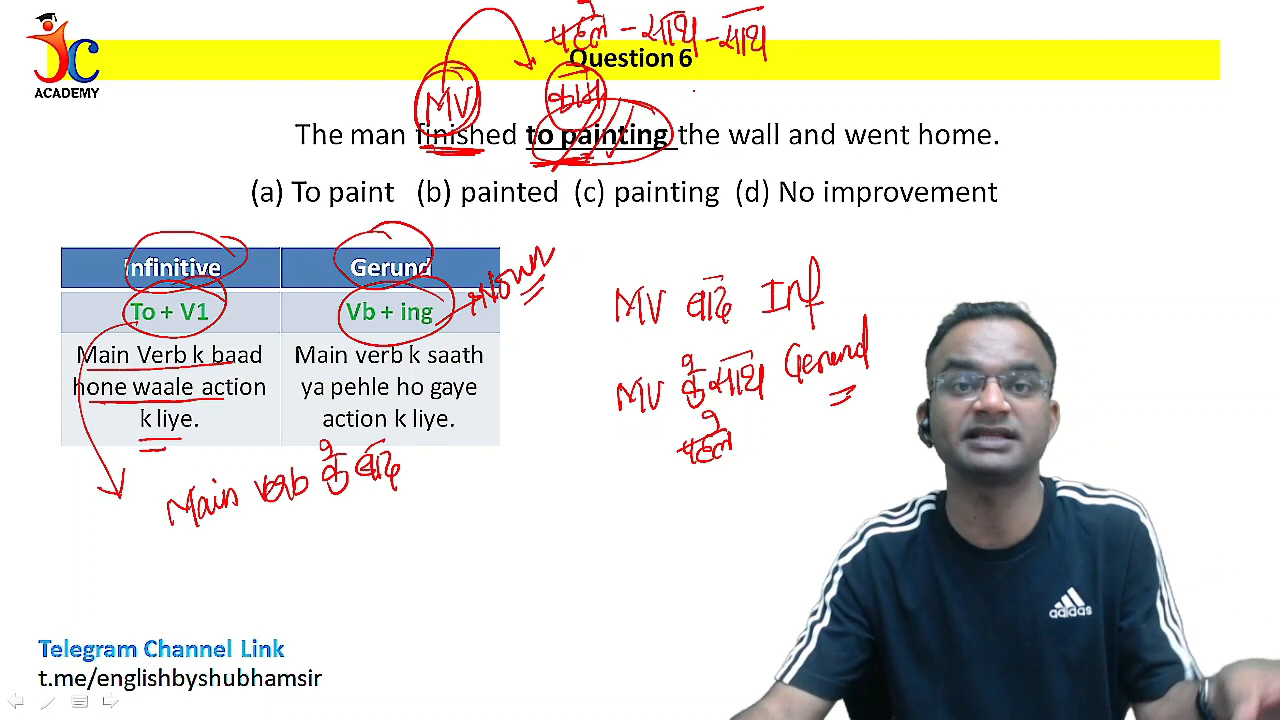 पहले - साथ - साथ
JC
ACADEMY
Question 6
MV काम
The man finished to painting the wall and went home.
(a) To paint (b) painted (c) painting (d) No improvement
Infinitive Gerund
To + V1 Vb + ing → Noun
Main Verb k baad
hone waale action
k liye.
Main verb k saath
ya pehle ho gaye
action k liye.
MV बाद Inf
MV के साथ Gerund
पहले
Main verb के बाद
adidas
Telegram Channel Link
t.me/englishbyshubhamsir